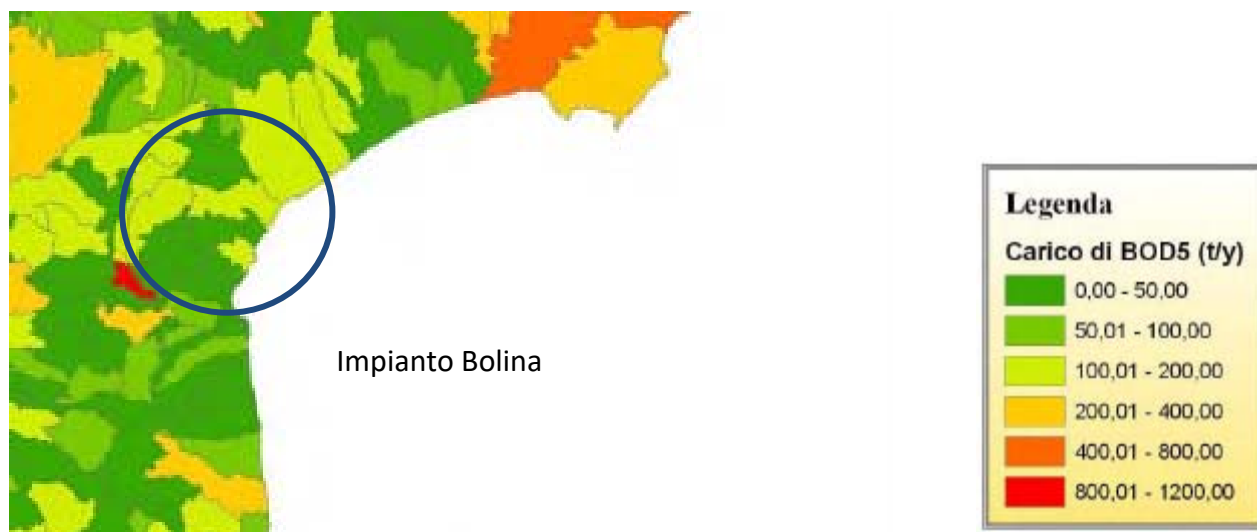 Impianto Bolina
Legenda
Carico di BOD5 (t/y)
0,00 - 50,00
50,01 - 100,00
100,01 - 200,00
200,01 - 400,00
400,01 - 800,00
800,01 - 1200,00